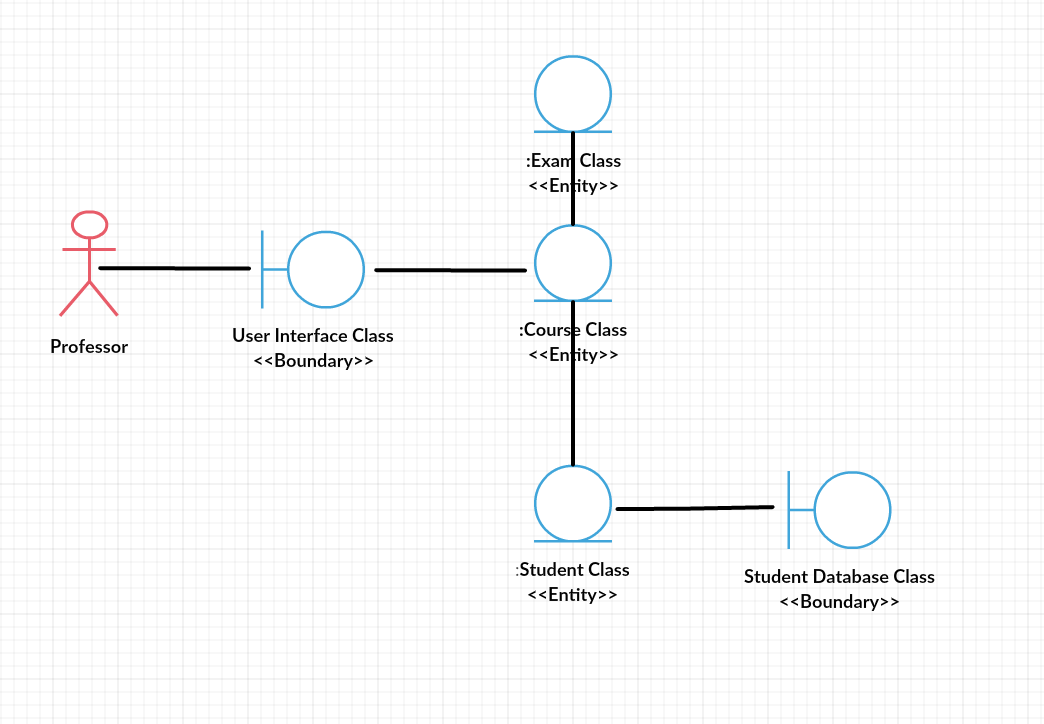 :Exam Class
<<Entity>>
Professor
User Interface Class
<<Boundary>>
:Course Class
<<Entity>>
:Student Class
<<Entity>>
Student Database Class
<<Boundary>>